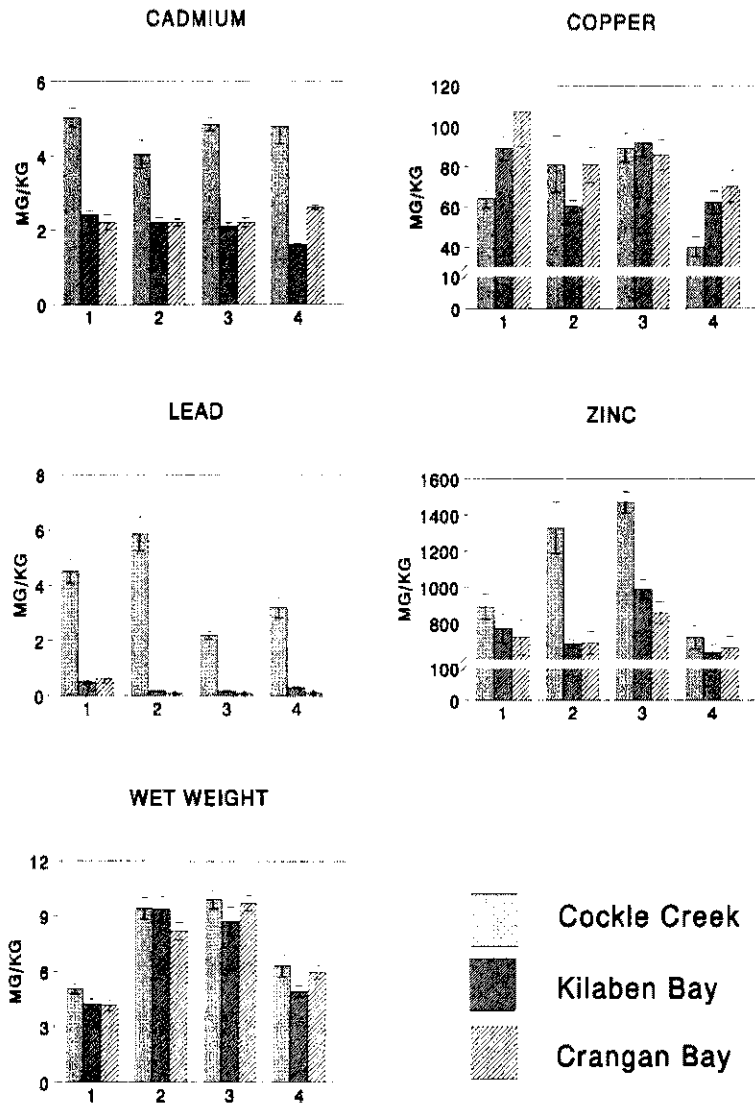 CADMIUM
MG/KG
6
4
2
0
1 2 3 4
COPPER
MG/KG
120
100
80
60
40
10
0
1 2 3 4
LEAD
MG/KG
8
6
4
2
0
1 2 3 4
ZINC
MG/KG
1600
1400
1200
1000
800
100
0
1 2 3 4
WET WEIGHT
MG/KG
12
9
6
3
0
1 2 3 4
Cockle Creek
Kilaben Bay
Crangan Bay